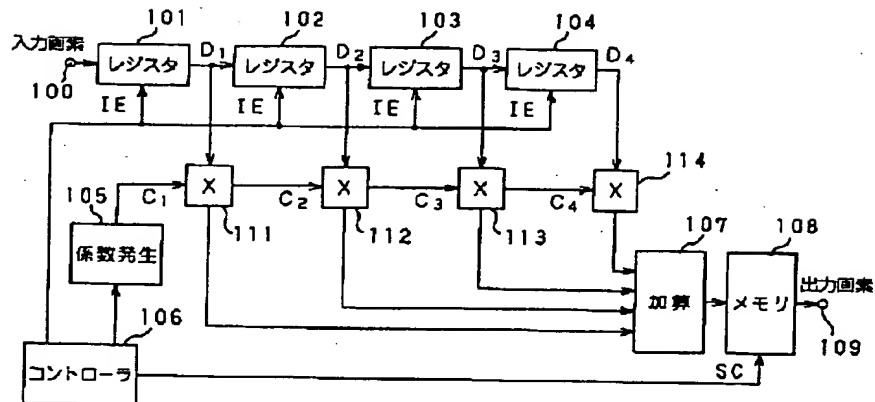 101
102
103
104
入力画素
D1
D2
D3
D4
レジスタ
レジスタ
レジスタ
レジスタ
100
IE
IE
IE
IE
114
X
X
X
X
105
C1
C2
C3
C4
111
112
113
107
108
係数発生
加算
メモリ
出力画素
109
106
コントローラ
SC